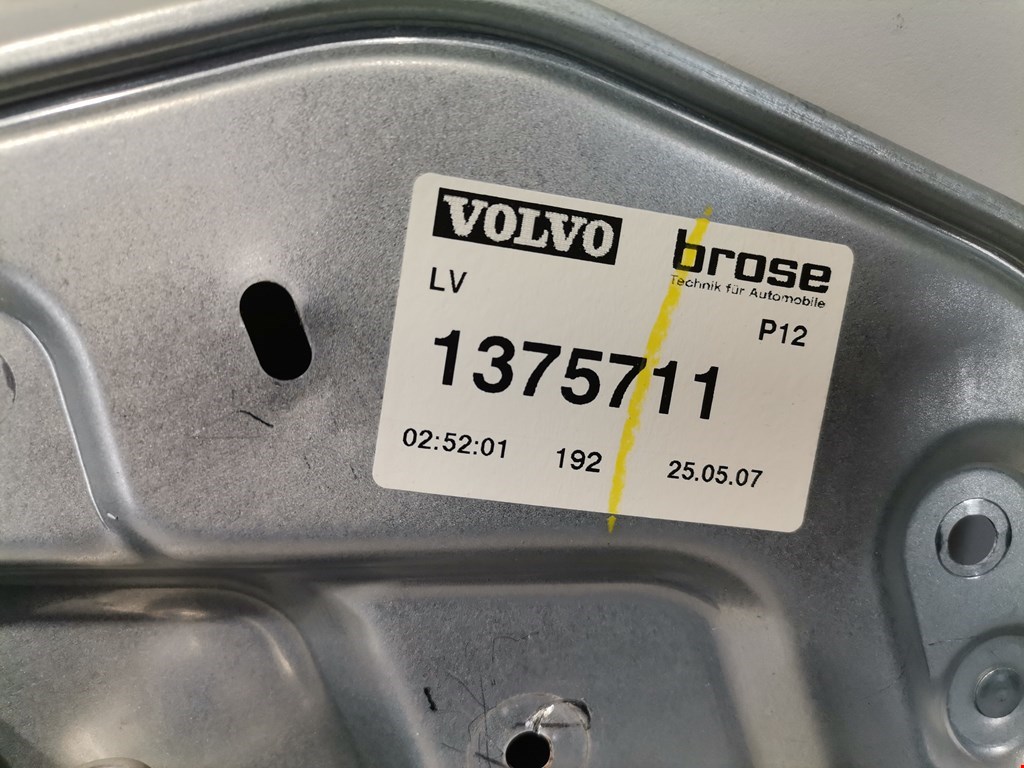 VOLVO
brose
Technik für Automobile
LV
P12
1375711
02:52:01 192 25.05.07